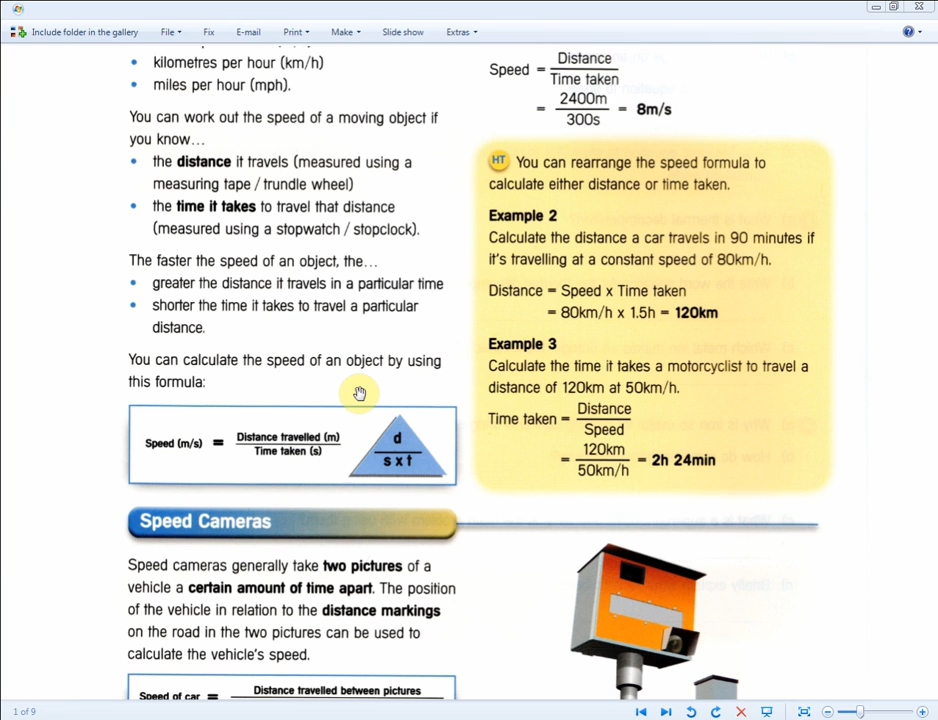 Include folder in the gallery
File
Fix
E-mail
Print
Make
Slide show
Extras
• kilometres per hour (km/h)
• miles per hour (mph).
You can work out the speed of a moving object if
you know…
• the distance it travels (measured using a
measuring tape / trundle wheel)
• the time it takes to travel that distance
(measured using a stopwatch / stopclock).
The faster the speed of an object, the…
• greater the distance it travels in a particular time
• shorter the time it takes to travel a particular
distance.
You can calculate the speed of an object by using
this formula:
Speed (m/s) = Distance travelled (m)
Time taken (s)
d
s x t
Speed Cameras
Speed cameras generally take two pictures of a
vehicle a certain amount of time apart. The position
of the vehicle in relation to the distance markings
on the road in the two pictures can be used to
calculate the vehicle's speed.
Speed of car = Distance travelled between pictures
Speed = Distance
Time taken
= 2400m = 8m/s
300s
HT You can rearrange the speed formula to
calculate either distance or time taken.
Example 2
Calculate the distance a car travels in 90 minutes if
it's travelling at a constant speed of 80km/h.
Distance = Speed x Time taken
= 80km/h x 1.5h = 120km
Example 3
Calculate the time it takes a motorcyclist to travel a
distance of 120km at 50km/h.
Time taken = Distance
Speed
= 120km = 2h 24min
50km/h
1 of 9